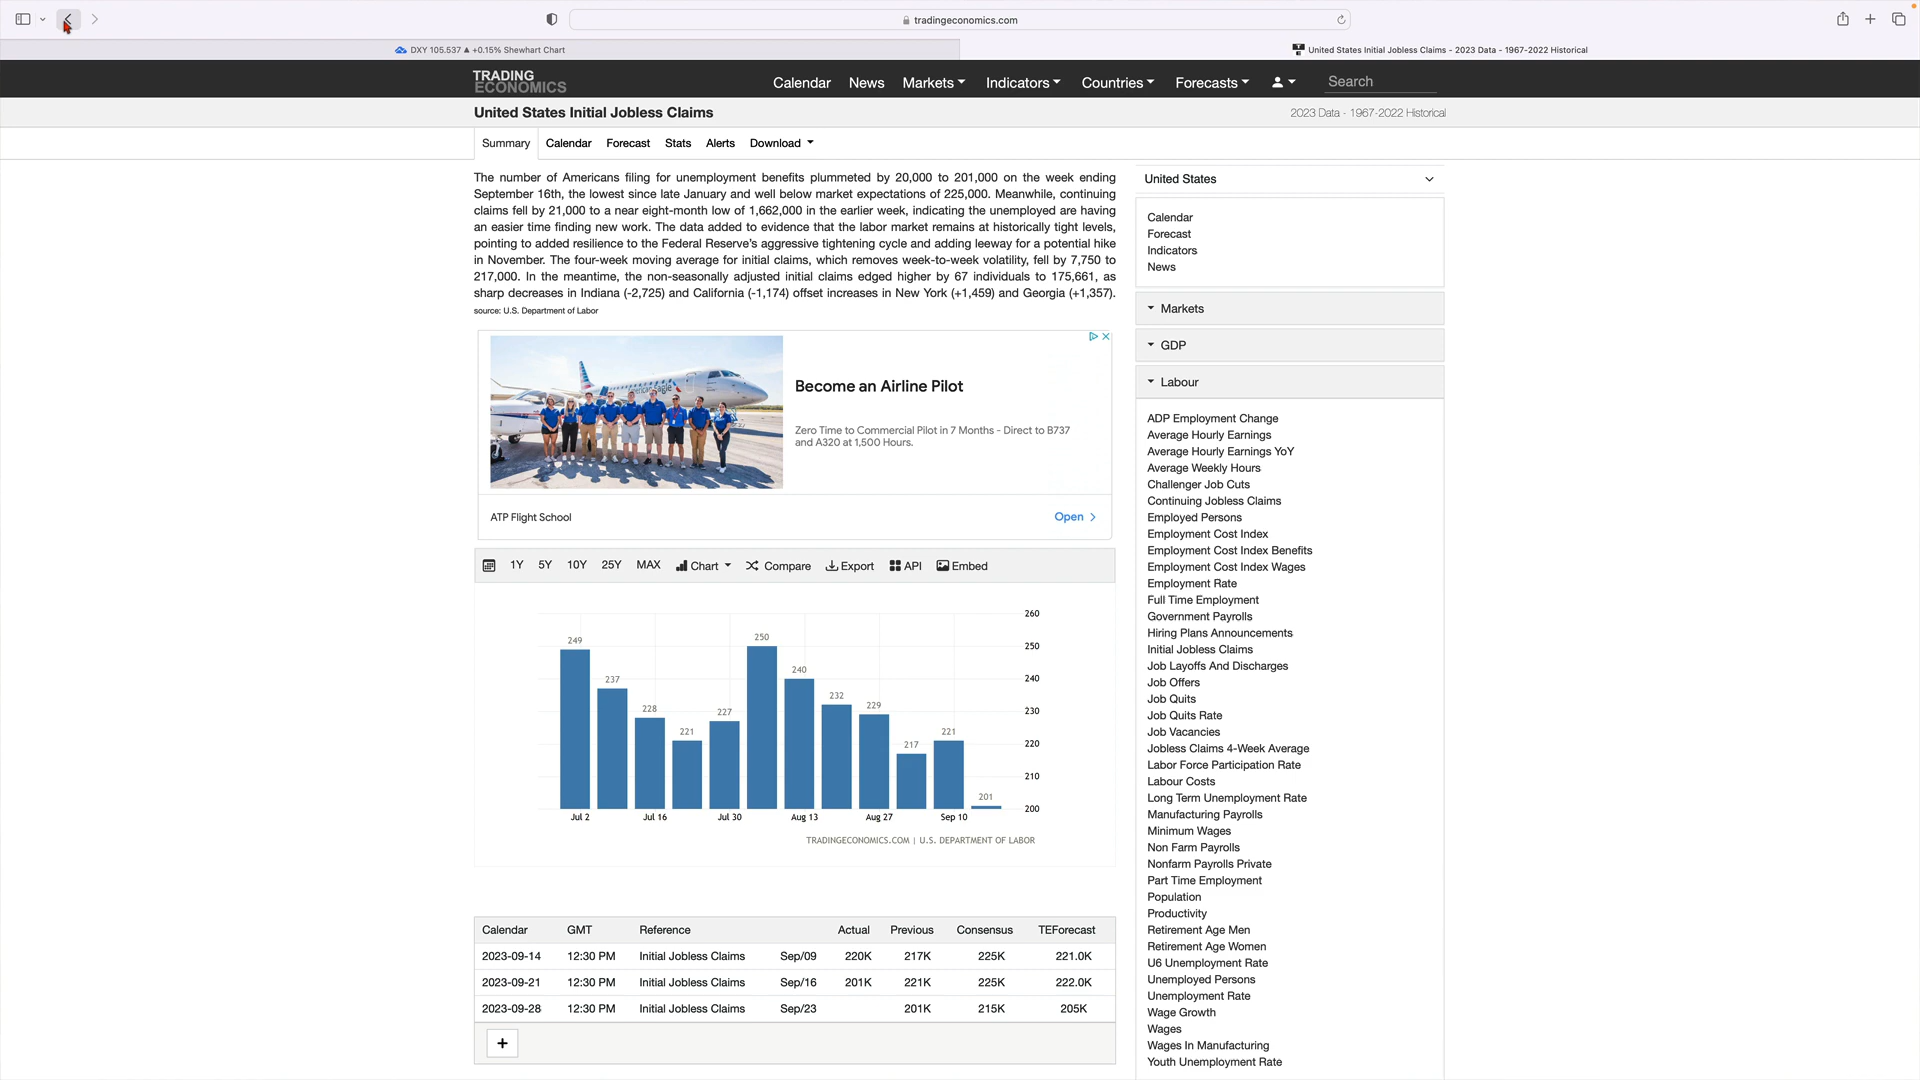 tradingeconomics.com
DXY 105.537 ▲ +0.15% Shewhart Chart
United States Initial Jobless Claims - 2023 Data - 1967-2022 Historical
TRADING
ECONOMICS
Calendar News Markets Indicators Countries Forecasts Search
United States Initial Jobless Claims
2023 Data - 1967-2022 Historical
Summary Calendar Forecast Stats Alerts Download
The number of Americans filing for unemployment benefits plummeted by 20,000 to 201,000 on the week ending
September 16th, the lowest since late January and well below market expectations of 225,000. Meanwhile, continuing
claims fell by 21,000 to a near eight-month low of 1,662,000 in the earlier week, indicating the unemployed are having
an easier time finding new work. The data added to evidence that the labor market remains at historically tight levels,
pointing to added resilience to the Federal Reserve's aggressive tightening cycle and adding leeway for a potential hike
in November. The four-week moving average for initial claims, which removes week-to-week volatility, fell by 7,750 to
217,000. In the meantime, the non-seasonally adjusted initial claims edged higher by 67 individuals to 175,661, as
sharp decreases in Indiana (-2,725) and California (-1,174) offset increases in New York (+1,459) and Georgia (+1,357).
source: U.S. Department of Labor
American Eagle
Become an Airline Pilot
Zero Time to Commercial Pilot in 7 Months - Direct to B737
and A320 at 1,500 Hours.
ATP Flight School
Open
1Y 5Y 10Y 25Y MAX Chart Compare Export API Embed
249
237
228
221
227
250
240
232
229
217
221
201
260
250
240
230
220
210
200
Jul 2 Jul 16 Jul 30 Aug 13 Aug 27 Sep 10
TRADINGECONOMICS.COM | U.S. DEPARTMENT OF LABOR
Calendar GMT Reference Actual Previous Consensus TEForecast
2023-09-14 12:30 PM Initial Jobless Claims Sep/09 220K 217K 225K 221.0K
2023-09-21 12:30 PM Initial Jobless Claims Sep/16 201K 221K 225K 222.0K
2023-09-28 12:30 PM Initial Jobless Claims Sep/23 201K 215K 205K
+
United States
Calendar
Forecast
Indicators
News
Markets
GDP
Labour
ADP Employment Change
Average Hourly Earnings
Average Hourly Earnings YoY
Average Weekly Hours
Challenger Job Cuts
Continuing Jobless Claims
Employed Persons
Employment Cost Index
Employment Cost Index Benefits
Employment Cost Index Wages
Employment Rate
Full Time Employment
Government Payrolls
Hiring Plans Announcements
Initial Jobless Claims
Job Layoffs And Discharges
Job Offers
Job Quits
Job Quits Rate
Job Vacancies
Jobless Claims 4-Week Average
Labor Force Participation Rate
Labour Costs
Long Term Unemployment Rate
Manufacturing Payrolls
Minimum Wages
Non Farm Payrolls
Nonfarm Payrolls Private
Part Time Employment
Population
Productivity
Retirement Age Men
Retirement Age Women
U6 Unemployment Rate
Unemployed Persons
Unemployment Rate
Wage Growth
Wages
Wages In Manufacturing
Youth Unemployment Rate